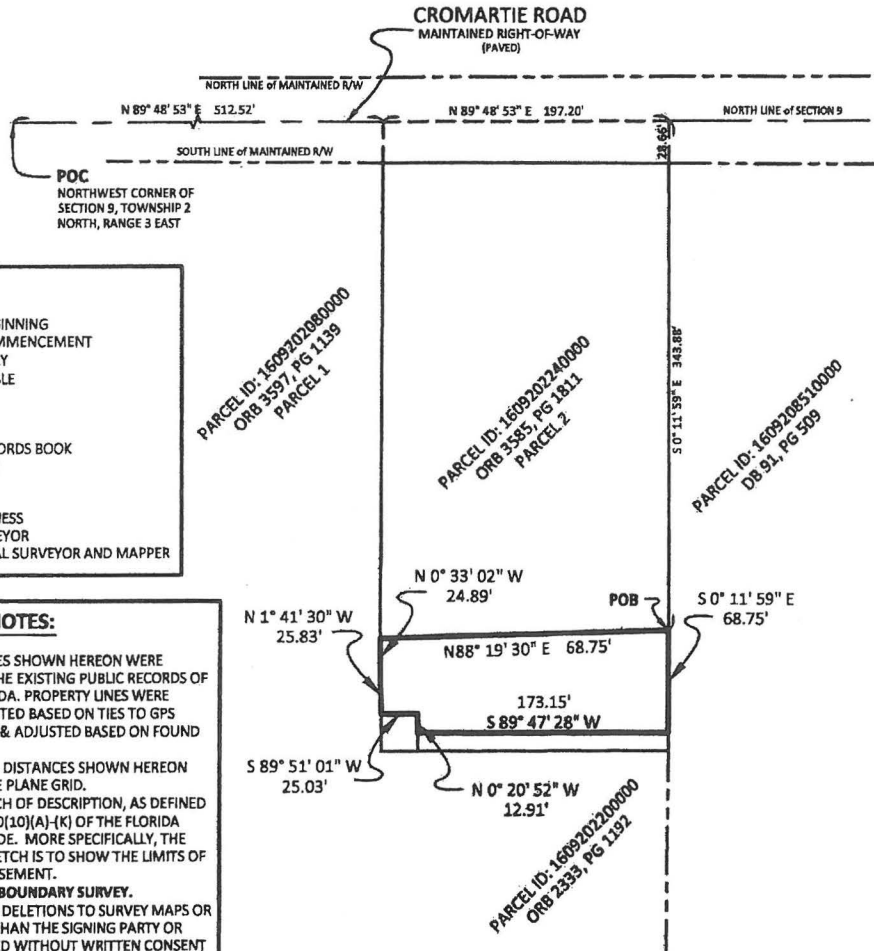 CROMARTIE ROAD
MAINTAINED RIGHT-OF-WAY
(PAVED)
NORTH LINE of MAINTAINED R/W
N 89° 48' 53" E 512.52'
N 89° 48' 53" E 197.20'
NORTH LINE of SECTION 9
28.66'
SOUTH LINE of MAINTAINED R/W
POC
NORTHWEST CORNER OF
SECTION 9, TOWNSHIP 2
NORTH, RANGE 3 EAST
INNING
MMENCEMENT
Y
LE
ORDS BOOK
ESS
EYOR
AL SURVEYOR AND MAPPER
PARCEL ID: 1609202080000
ORB 3597, PG 1139
PARCEL 1
PARCEL ID: 1609202240000
ORB 3585, PG 1811
PARCEL 2
S 0° 11' 59" E 343.88'
PARCEL ID: 1609208510000
DB 91, PG 509
N 0° 33' 02" W
24.89'
N 1° 41' 30" W
25.83'
POB
S 0° 11' 59" E
68.75'
N88° 19' 30" E 68.75'
173.15'
S 89° 47' 28" W
S 89° 51' 01" W
25.03'
N 0° 20' 52" W
12.91'
PARCEL ID: 1609202200000
ORB 2333, PG 1192
NOTES:
ES SHOWN HEREON WERE
HE EXISTING PUBLIC RECORDS OF
DA. PROPERTY LINES WERE
TED BASED ON TIES TO GPS
& ADJUSTED BASED ON FOUND
DISTANCES SHOWN HEREON
E PLANE GRID.
CH OF DESCRIPTION, AS DEFINED
0(10)(A)-(K) OF THE FLORIDA
DE. MORE SPECIFICALLY, THE
ETCH IS TO SHOW THE LIMITS OF
SEMENT.
BOUNDARY SURVEY.
DELETIONS TO SURVEY MAPS OR
HAN THE SIGNING PARTY OR
ED WITHOUT WRITTEN CONSENT